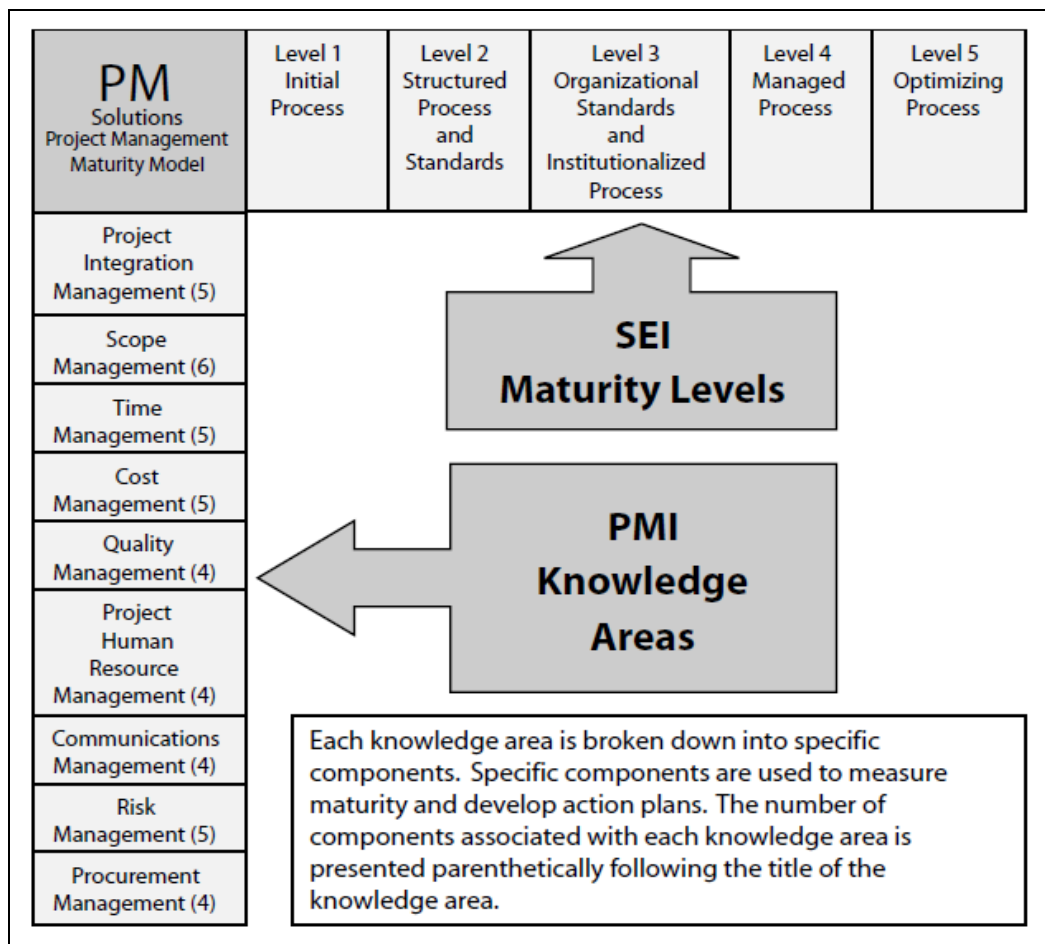 PM
Solutions
Project Management
Maturity Model
Level 1
Initial
Process
Level 2
Structured
Process
and
Standards
Level 3
Organizational
Standards
and
Institutionalized
Process
Level 4
Managed
Process
Level 5
Optimizing
Process
Project
Integration
Management (5)
Scope
Management (6)
Time
Management (5)
Cost
Management (5)
Quality
Management (4)
Project
Human
Resource
Management (4)
Communications
Management (4)
Risk
Management (5)
Procurement
Management (4)
SEI
Maturity Levels
PMI
Knowledge
Areas
Each knowledge area is broken down into specific
components. Specific components are used to measure
maturity and develop action plans. The number of
components associated with each knowledge area is
presented parenthetically following the title of the
knowledge area.